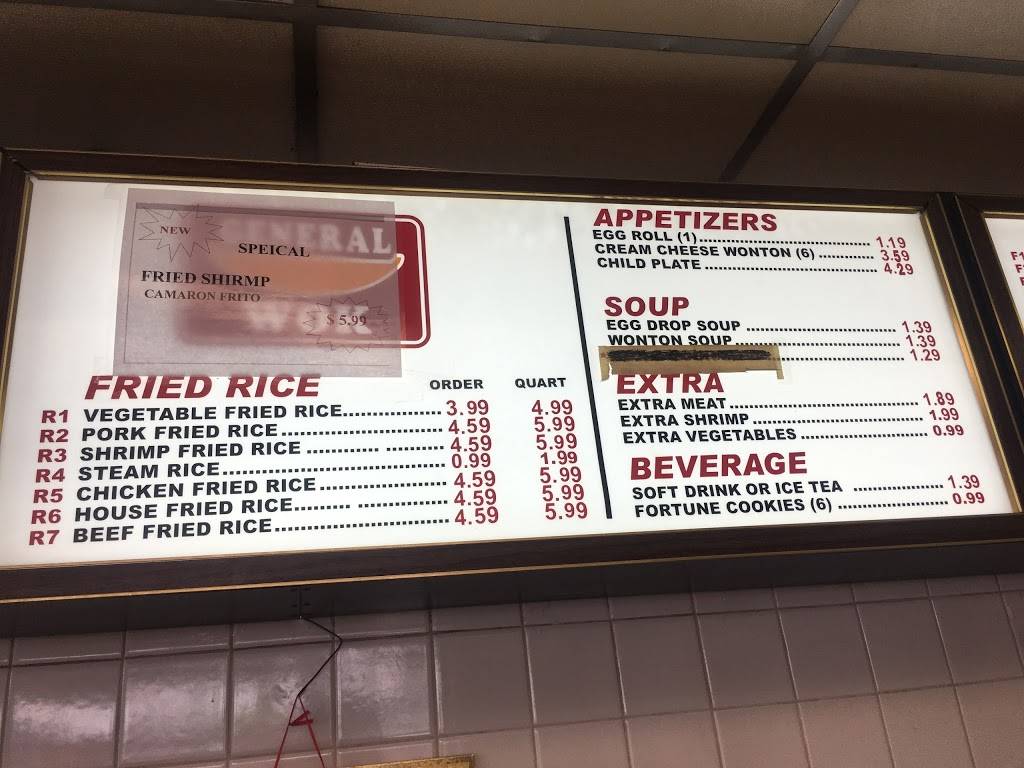 GENERAL
WOK
NEW
SPEICAL
FRIED SHIRMP
CAMARON FRITO
$ 5.99
FRIED RICE ORDER QUART
R1 VEGETABLE FRIED RICE 3.99 4.99
R2 PORK FRIED RICE 4.59 5.99
R3 SHRIMP FRIED RICE 4.59 5.99
R4 STEAM RICE 0.99 1.99
R5 CHICKEN FRIED RICE 4.59 5.99
R6 HOUSE FRIED RICE 4.59 5.99
R7 BEEF FRIED RICE 4.59 5.99
APPETIZERS
EGG ROLL (1) 1.19
CREAM CHEESE WONTON (6) 3.59
CHILD PLATE 4.29
SOUP
EGG DROP SOUP 1.39
WONTON SOUP 1.39
1.29
EXTRA
EXTRA MEAT 1.89
EXTRA SHRIMP 1.99
EXTRA VEGETABLES 0.99
BEVERAGE
SOFT DRINK OR ICE TEA 1.39
FORTUNE COOKIES (6) 0.99